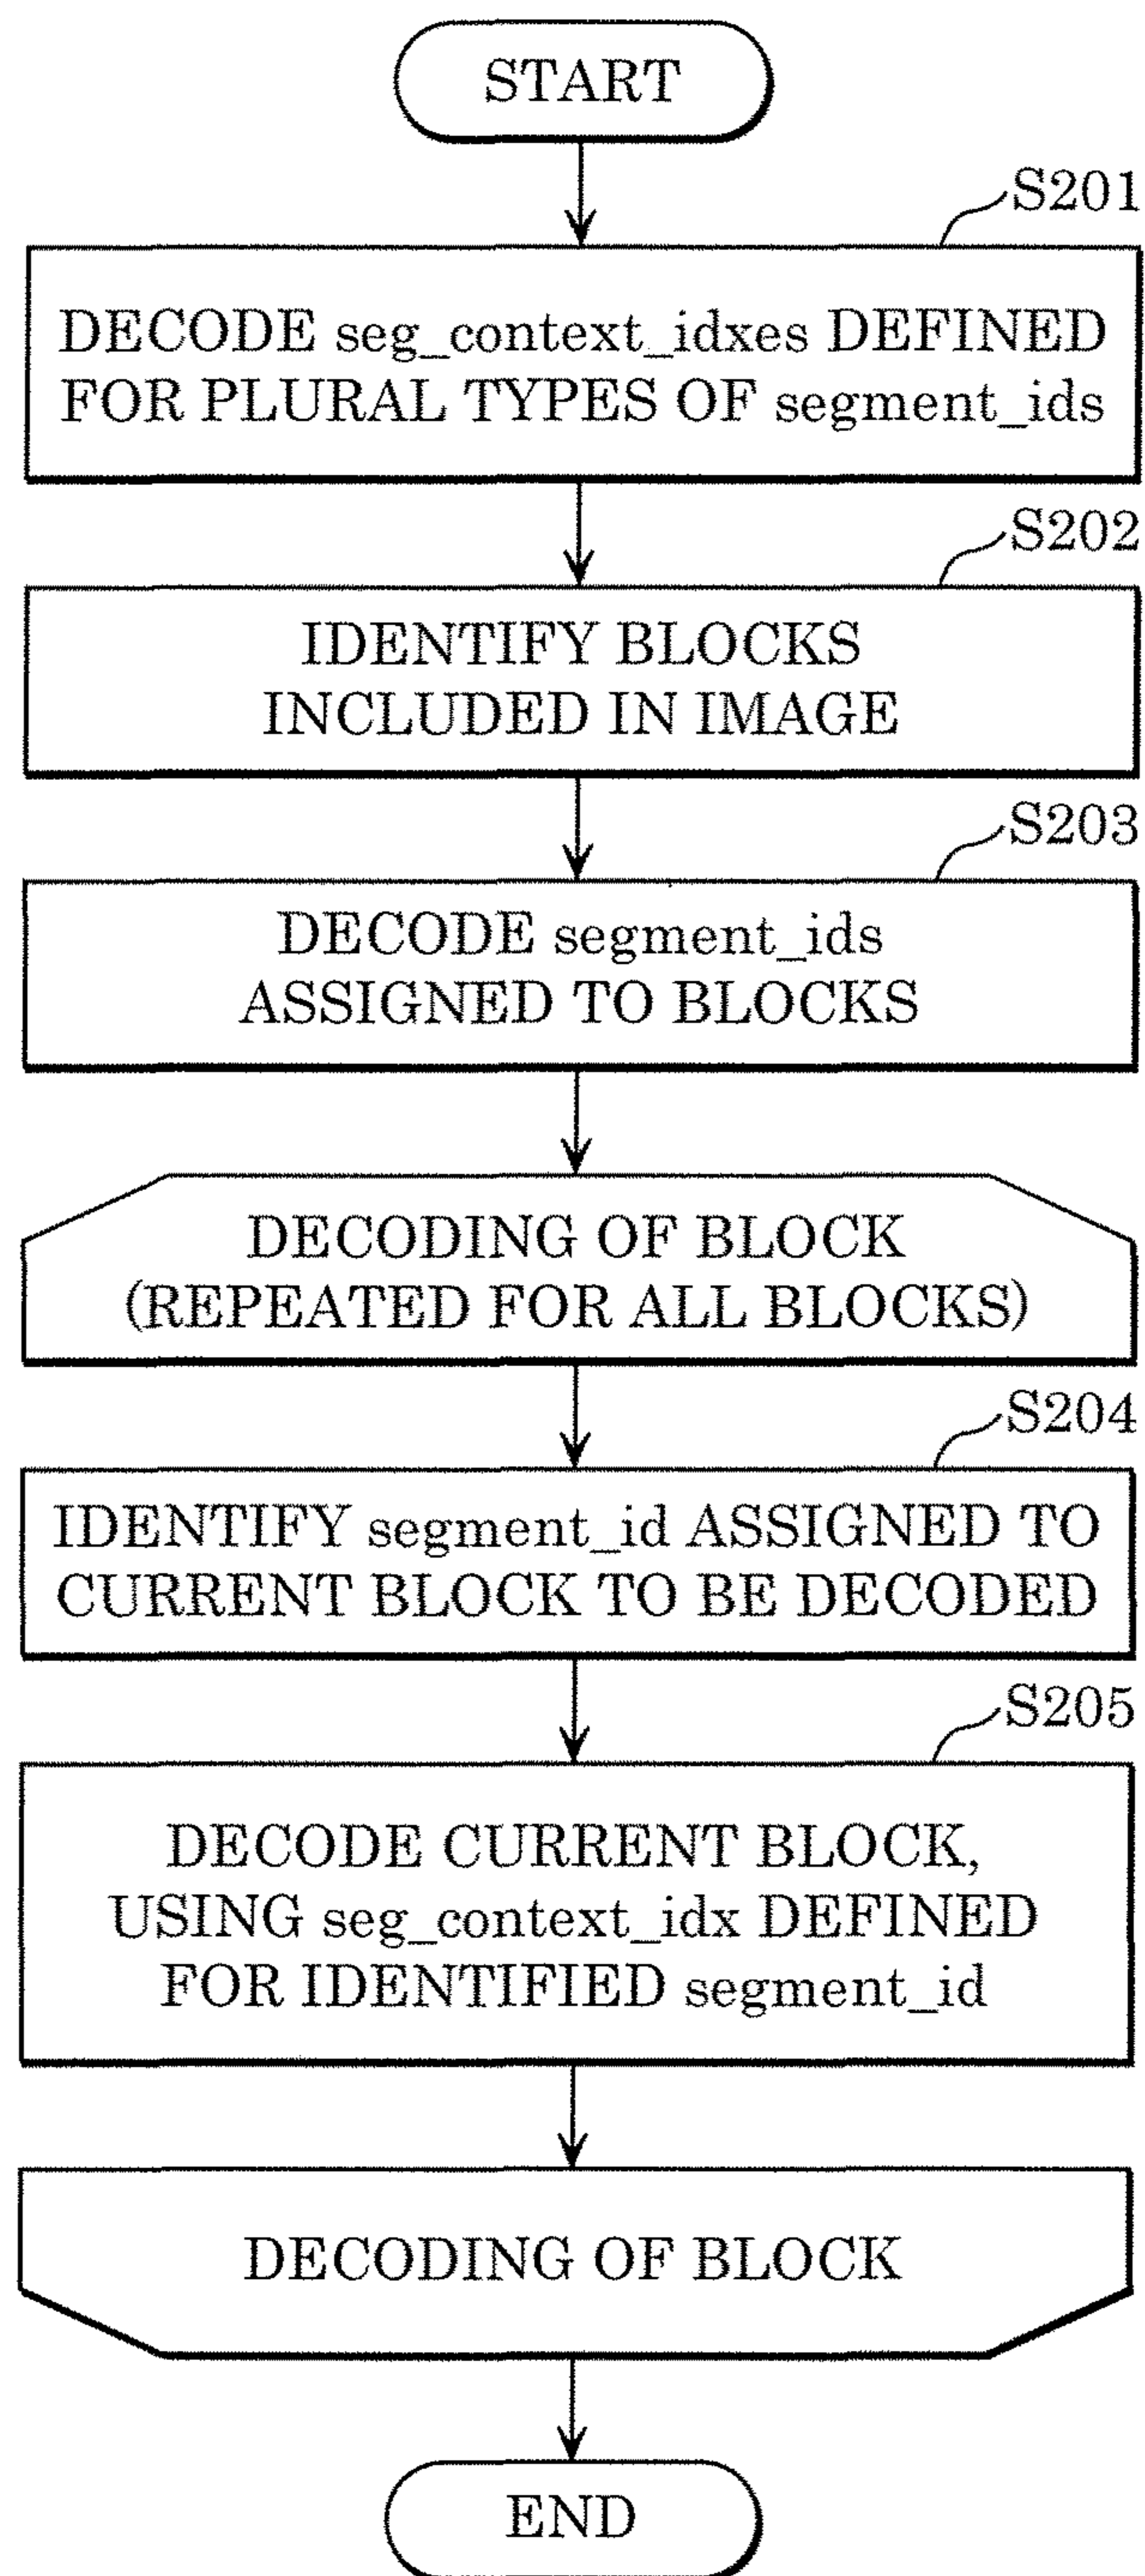 START
S201
DECODE seg_context_idxes DEFINED
FOR PLURAL TYPES OF segment_ids
S202
IDENTIFY BLOCKS
INCLUDED IN IMAGE
S203
DECODE segment_ids
ASSIGNED TO BLOCKS
DECODING OF BLOCK
(REPEATED FOR ALL BLOCKS)
S204
IDENTIFY segment_id ASSIGNED TO
CURRENT BLOCK TO BE DECODED
S205
DECODE CURRENT BLOCK,
USING seg_context_idx DEFINED
FOR IDENTIFIED segment_id
DECODING OF BLOCK
END